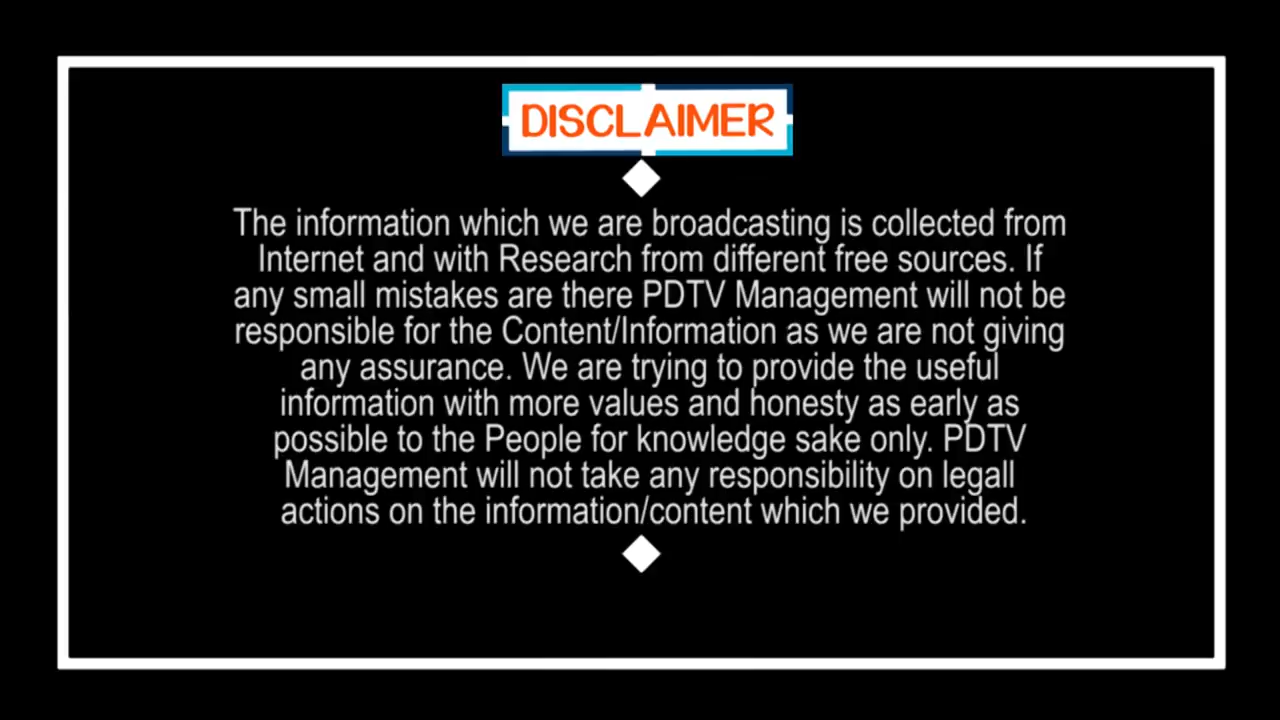 DISCLAIMER
The information which we are broadcasting is collected from
Internet and with Research from different free sources. If
any small mistakes are there PDTV Management will not be
responsible for the Content/Information as we are not giving
any assurance. We are trying to provide the useful
information with more values and honesty as early as
possible to the People for knowledge sake only. PDTV
Management will not take any responsibility on legall
actions on the information/content which we provided.